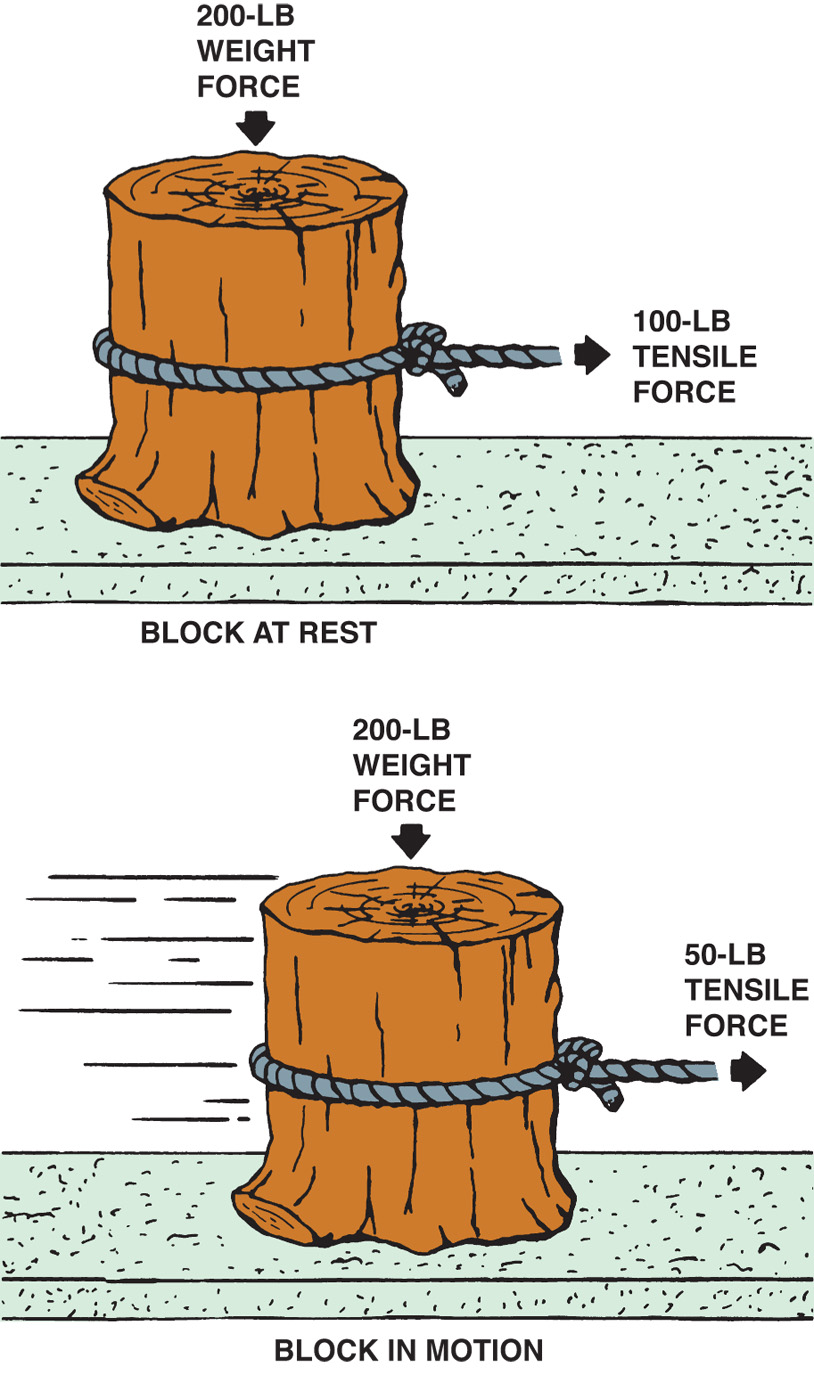 200-LB
WEIGHT
FORCE
100-LB
TENSILE
FORCE
BLOCK AT REST
200-LB
WEIGHT
FORCE
50-LB
TENSILE
FORCE
BLOCK IN MOTION